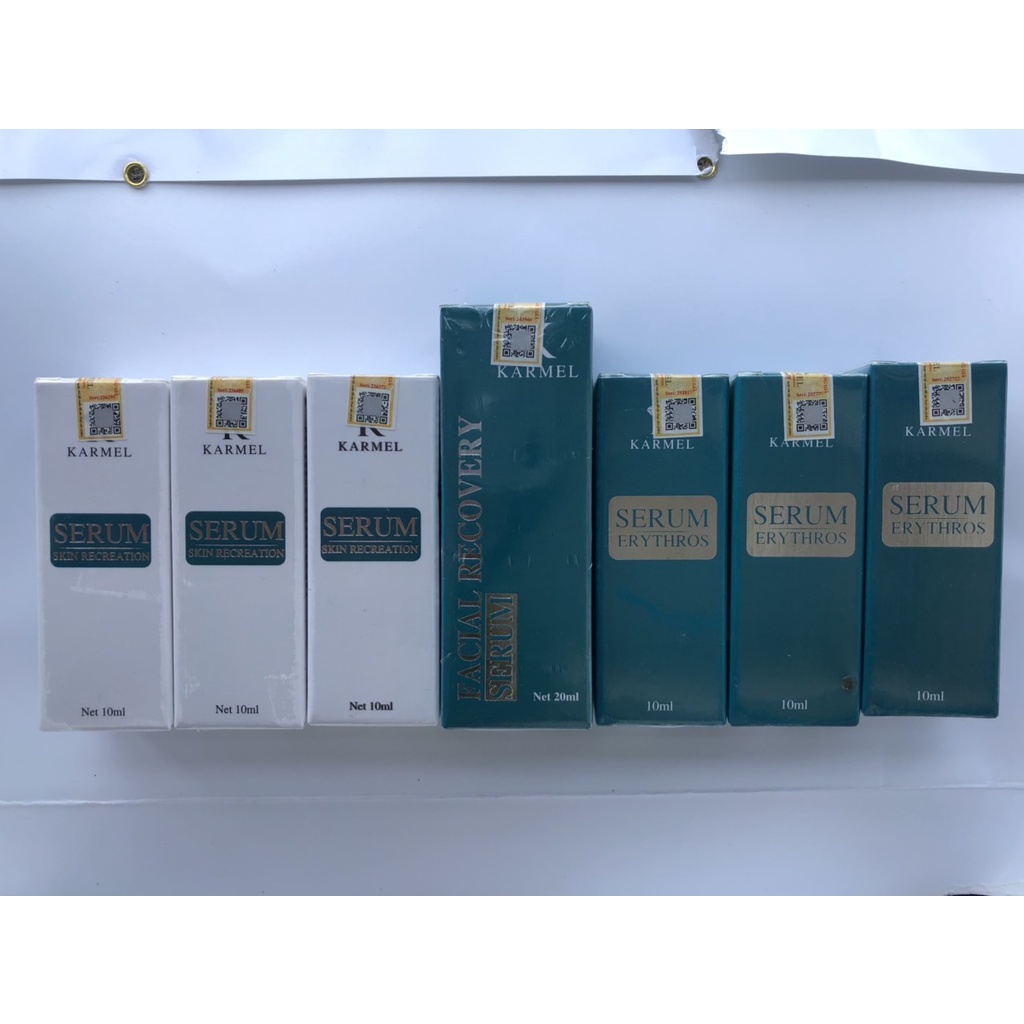 KARMEL
SERUM
SKIN RECREATION
Net 10ml
KARMEL
SERUM
SKIN RECREATION
Net 10ml
K
KARMEL
SERUM
SKIN RECREATION
Net 10ml
KARMEL
FACIAL RECOVERY
SERUM
Net 20ml
KARMEL
SERUM
ERYTHROS
10ml
KARMEL
SERUM
ERYTHROS
10ml
KARMEL
SERUM
ERYTHROS
10ml